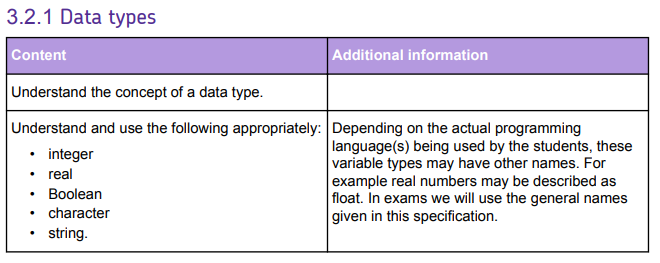 3.2.1 Data types
Content
Additional information
Understand the concept of a data type.
Understand and use the following appropriately:
• integer
• real
• Boolean
• character
• string.
Depending on the actual programming
language(s) being used by the students, these
variable types may have other names. For
example real numbers may be described as
float. In exams we will use the general names
given in this specification.